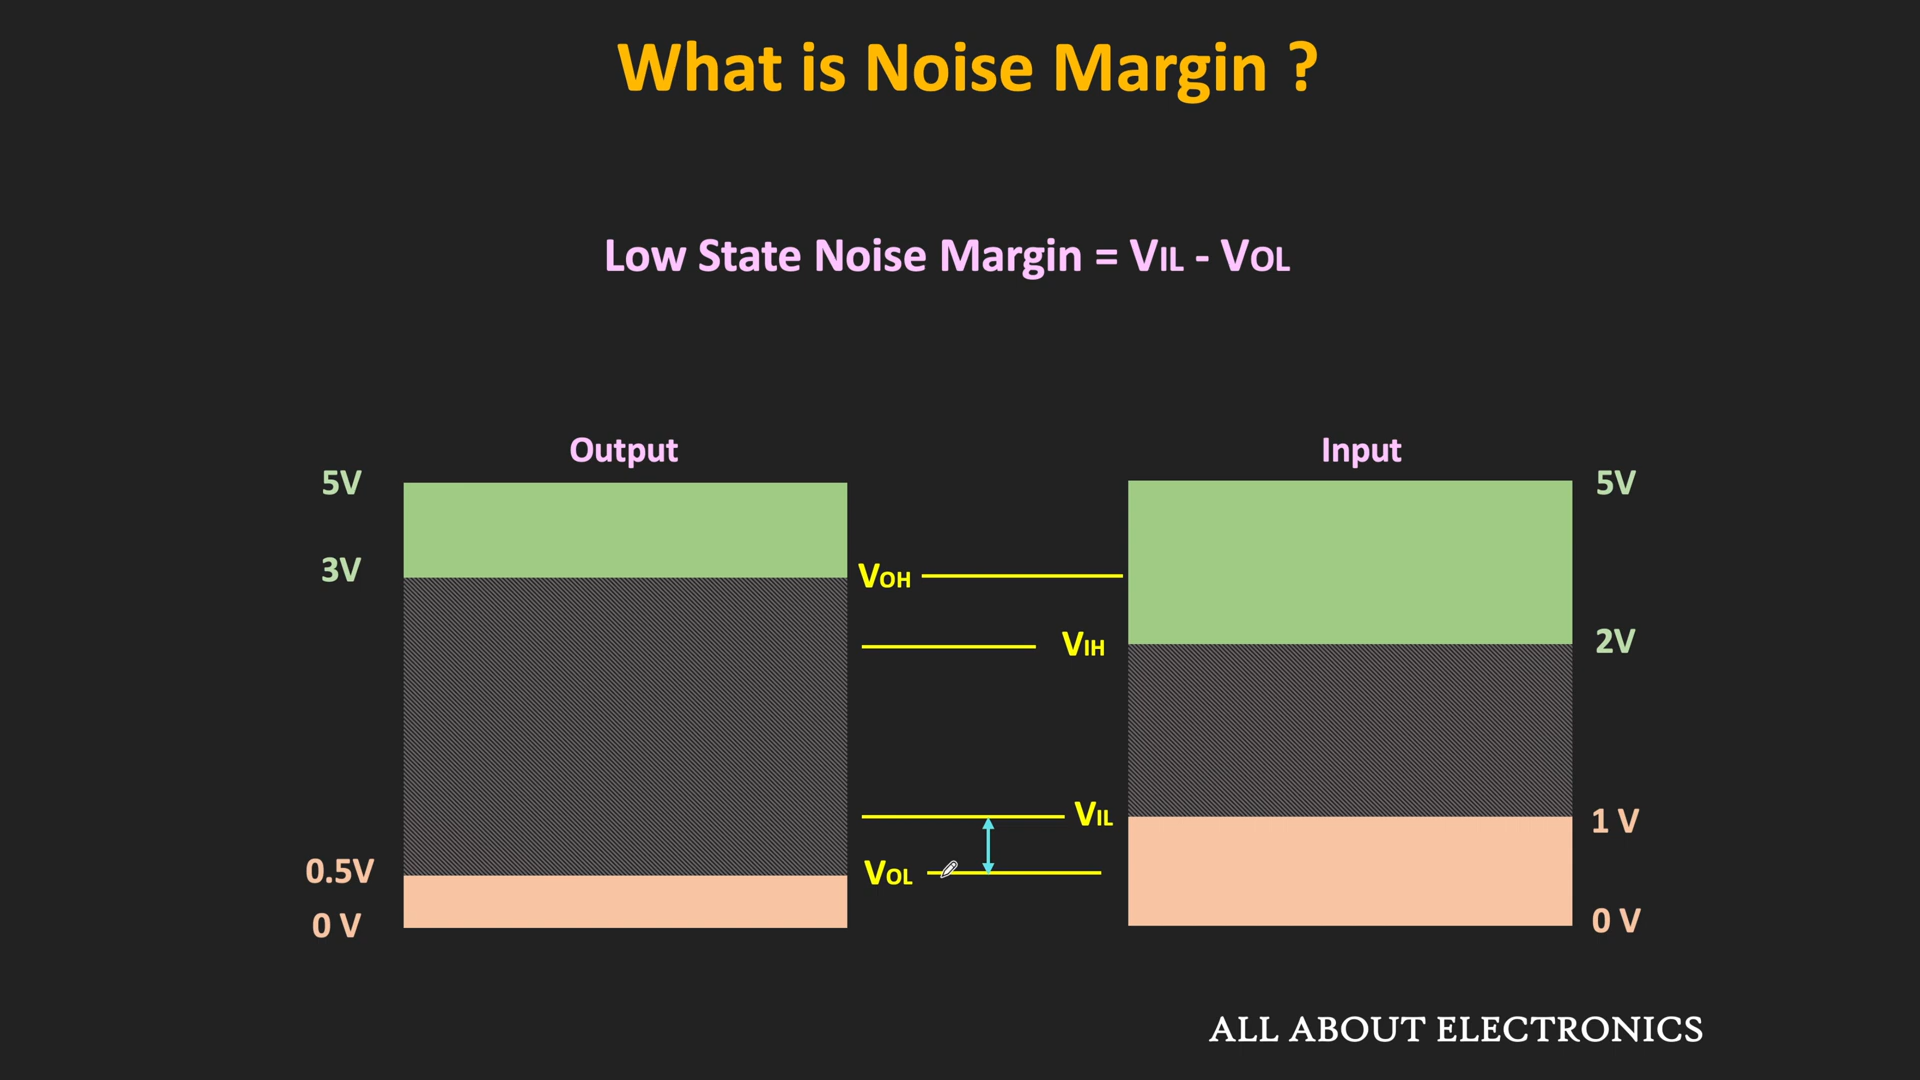 What is Noise Margin ?
Low State Noise Margin = VIL - VOL
Output
Input
5V
5V
3V
VOH
VIH
2V
VIL
1 V
0.5V
VOL
0 V
0 V
ALL ABOUT ELECTRONICS